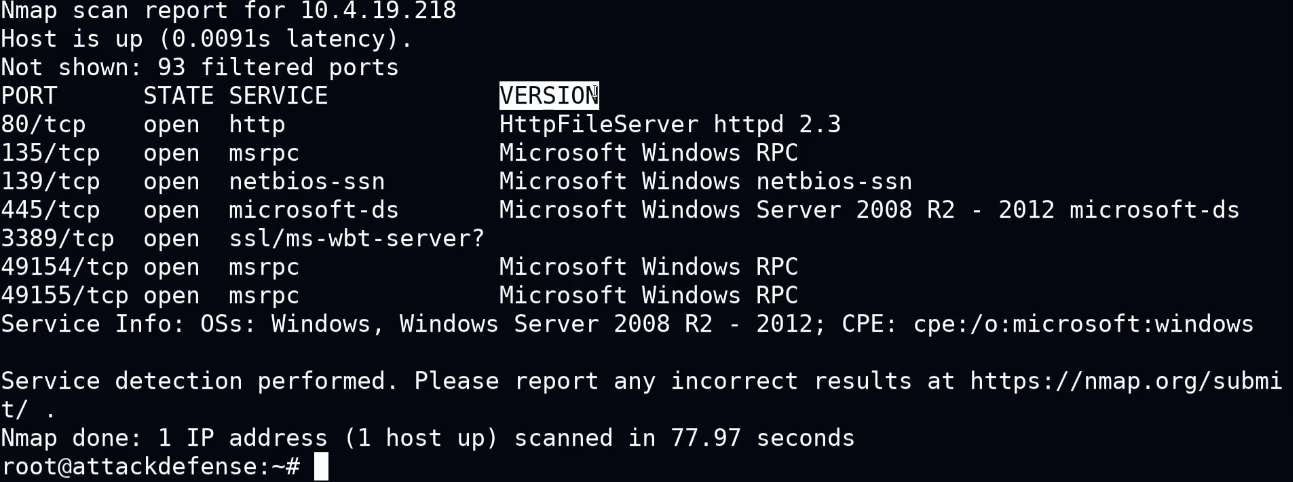 Nmap scan report for 10.4.19.218
Host is up (0.0091s latency).
Not shown: 93 filtered ports
PORT      STATE SERVICE            VERSION
80/tcp    open  http               HttpFileServer httpd 2.3
135/tcp   open  msrpc              Microsoft Windows RPC
139/tcp   open  netbios-ssn        Microsoft Windows netbios-ssn
445/tcp   open  microsoft-ds       Microsoft Windows Server 2008 R2 - 2012 microsoft-ds
3389/tcp  open  ssl/ms-wbt-server?
49154/tcp open  msrpc              Microsoft Windows RPC
49155/tcp open  msrpc              Microsoft Windows RPC
Service Info: OSs: Windows, Windows Server 2008 R2 - 2012; CPE: cpe:/o:microsoft:windows
Service detection performed. Please report any incorrect results at https://nmap.org/submi
t/ .
Nmap done: 1 IP address (1 host up) scanned in 77.97 seconds
root@attackdefense:~#